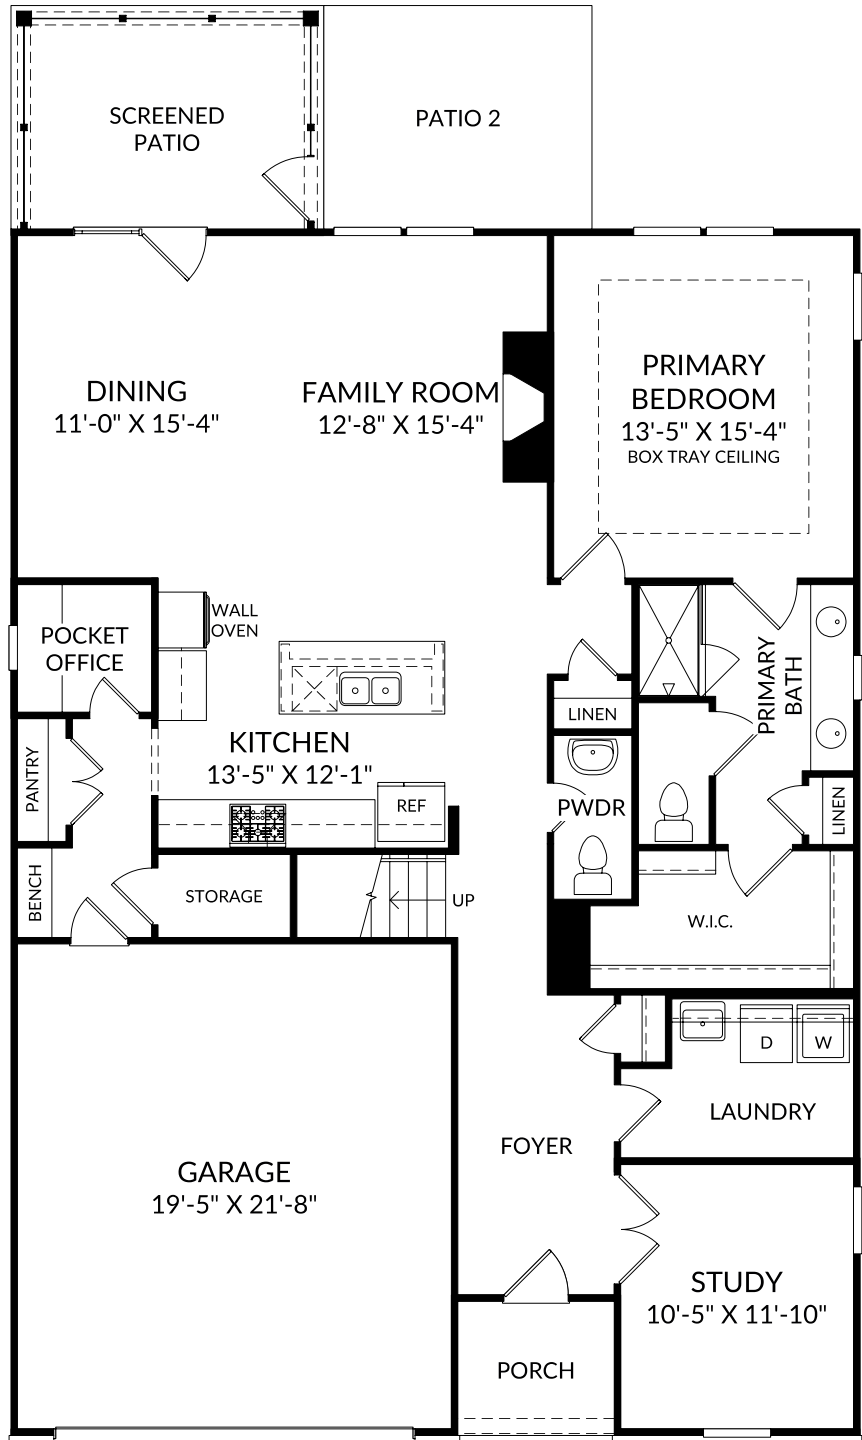 SCREENED
PATIO
PATIO 2
DINING
11'-0" X 15'-4"
FAMILY ROOM
12'-8" X 15'-4"
PRIMARY
BEDROOM
13'-5" X 15'-4"
BOX TRAY CEILING
WALL
OVEN
POCKET
OFFICE
PRIMARY
BATH
LINEN
KITCHEN
13'-5" X 12'-1"
PANTRY
REF
PWDR
LINEN
BENCH
STORAGE
UP
W.I.C.
D
W
LAUNDRY
FOYER
GARAGE
19'-5" X 21'-8"
STUDY
10'-5" X 11'-10"
PORCH